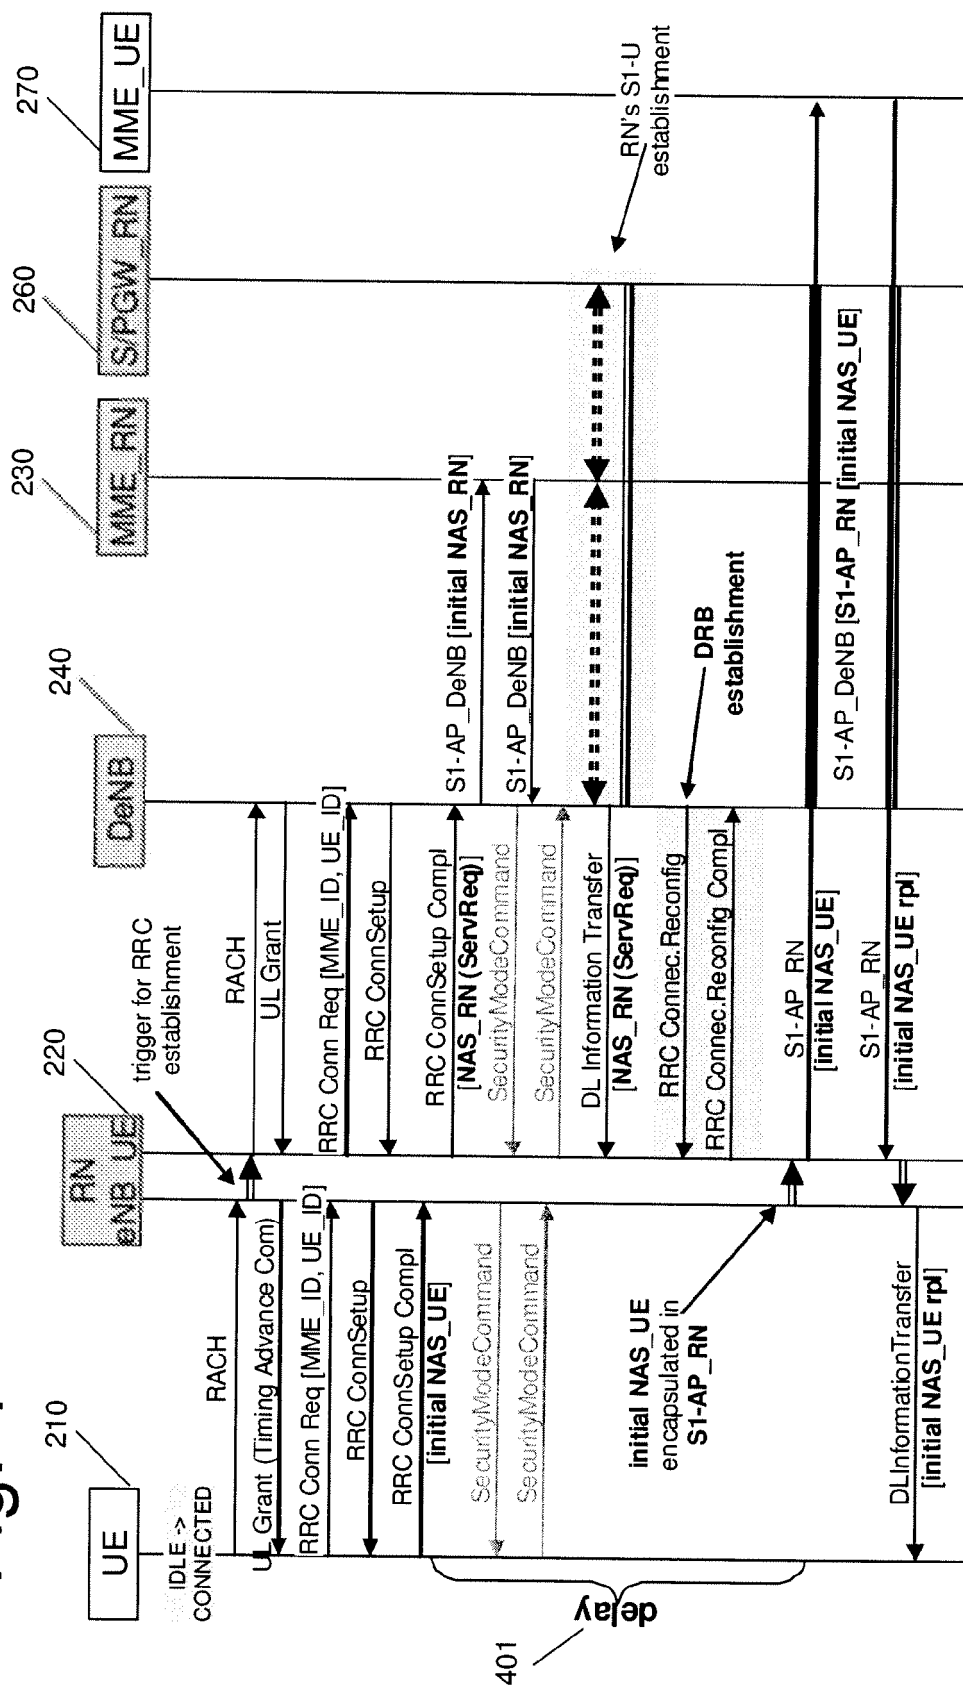 210
UE
IDLE ->
CONNECTED
220
RN
eNB UE
240
DeNB
230
MME_RN
260
S/PGW_RN
270
MME_UE
trigger for RRC
establishment
RACH
UL Grant (Timing Advance Com)
RRC Conn Req [MME_ID, UE_ID]
RRC ConnSetup
RRC ConnSetup Compl
[initial NAS_UE]
SecurityModeCommand
SecurityModeCommand
401
delay
initial NAS_UE
encapsulated in
S1-AP_RN
DLInformationTransfer
[initial NAS_UE rpl]
RACH
UL Grant
RRC Conn Req [MME_ID, UE_ID]
RRC ConnSetup
RRC ConnSetup Compl
[NAS_RN (ServReq)]
SecurityModeCommand
SecurityModeCommand
DL Information Transfer
[NAS_RN (ServReq)]
RRC Connec.Reconfig
RRC Connec.Reconfig Compl
S1-AP_RN
[initial NAS_UE]
S1-AP_RN
[initial NAS_UE rpl]
S1-AP_DeNB [initial NAS_RN]
S1-AP_DeNB [initial NAS_RN]
DRB
establishment
RN's S1-U
establishment
S1-AP_DeNB [S1-AP_RN [initial NAS_UE]